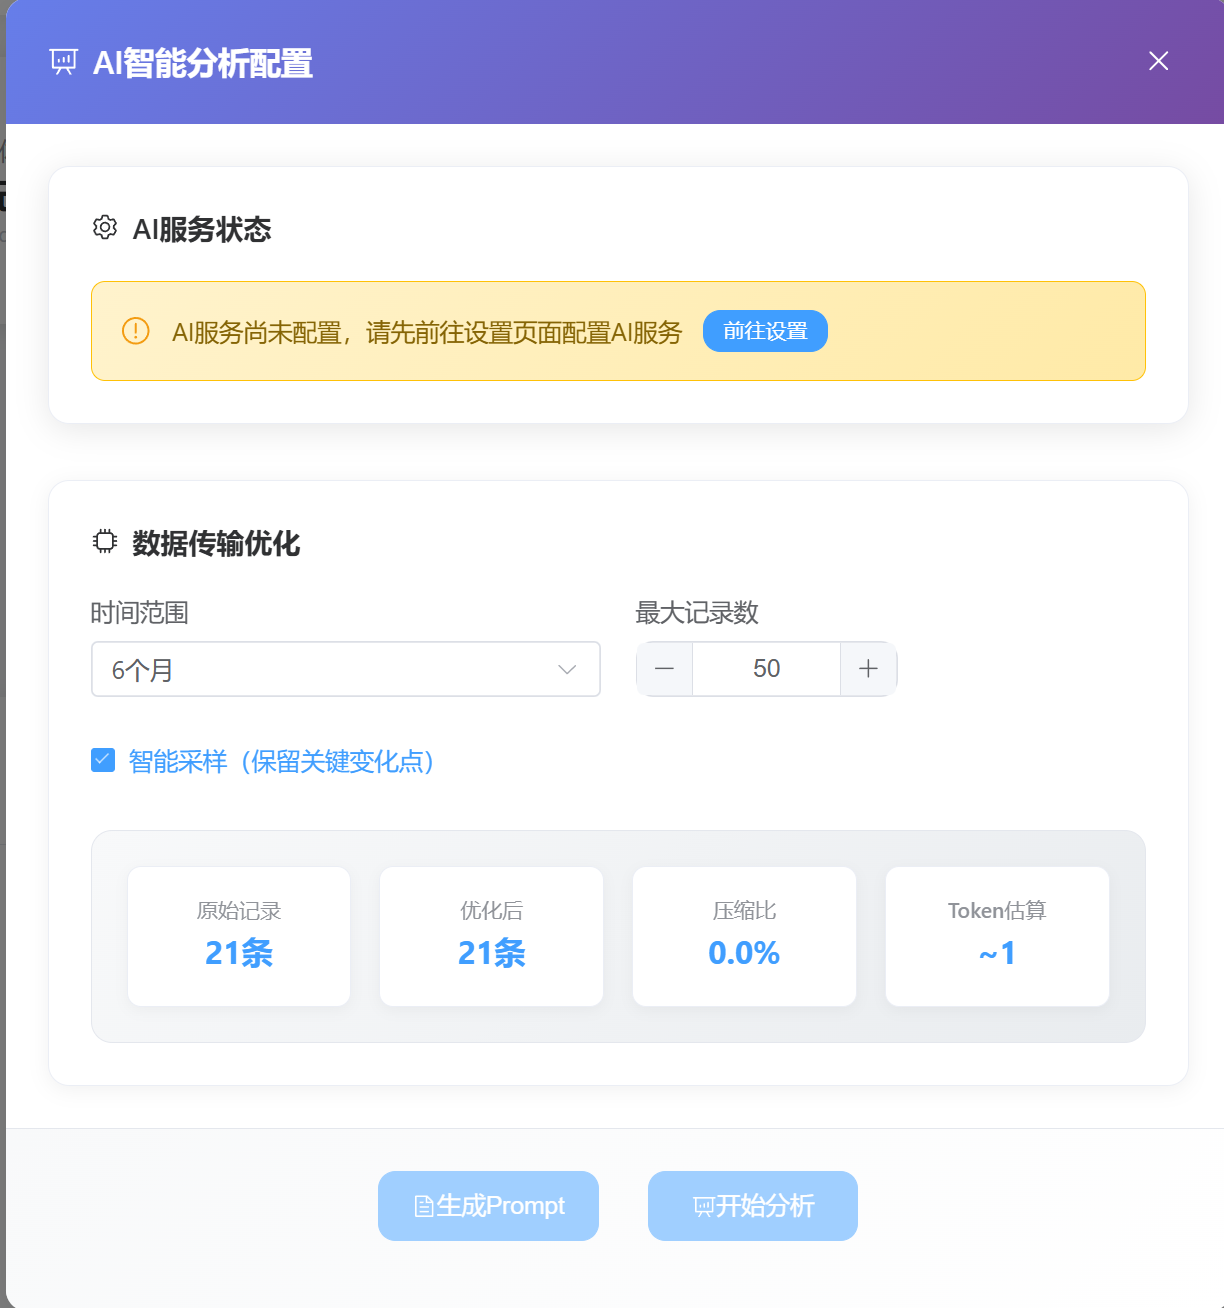 AI智能分析配置
AI服务状态
AI服务尚未配置，请先前往设置页面配置AI服务 前往设置
数据传输优化
时间范围 最大记录数
6个月 50
智能采样（保留关键变化点）
原始记录 优化后 压缩比 Token估算
21条 21条 0.0% ~1
生成Prompt 开始分析